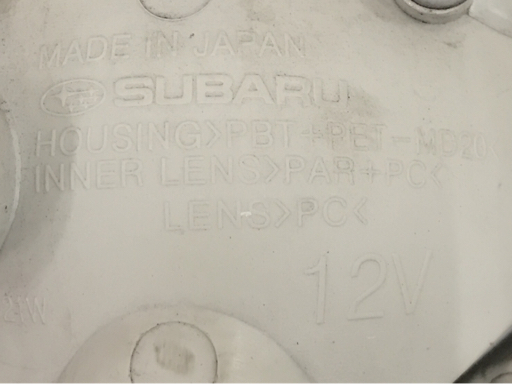 MADE IN JAPAN
SUBARU
HOUSING>PBT+PET-MD20<
INNER LENS>PAR+PC<
LENS>PC<
12V